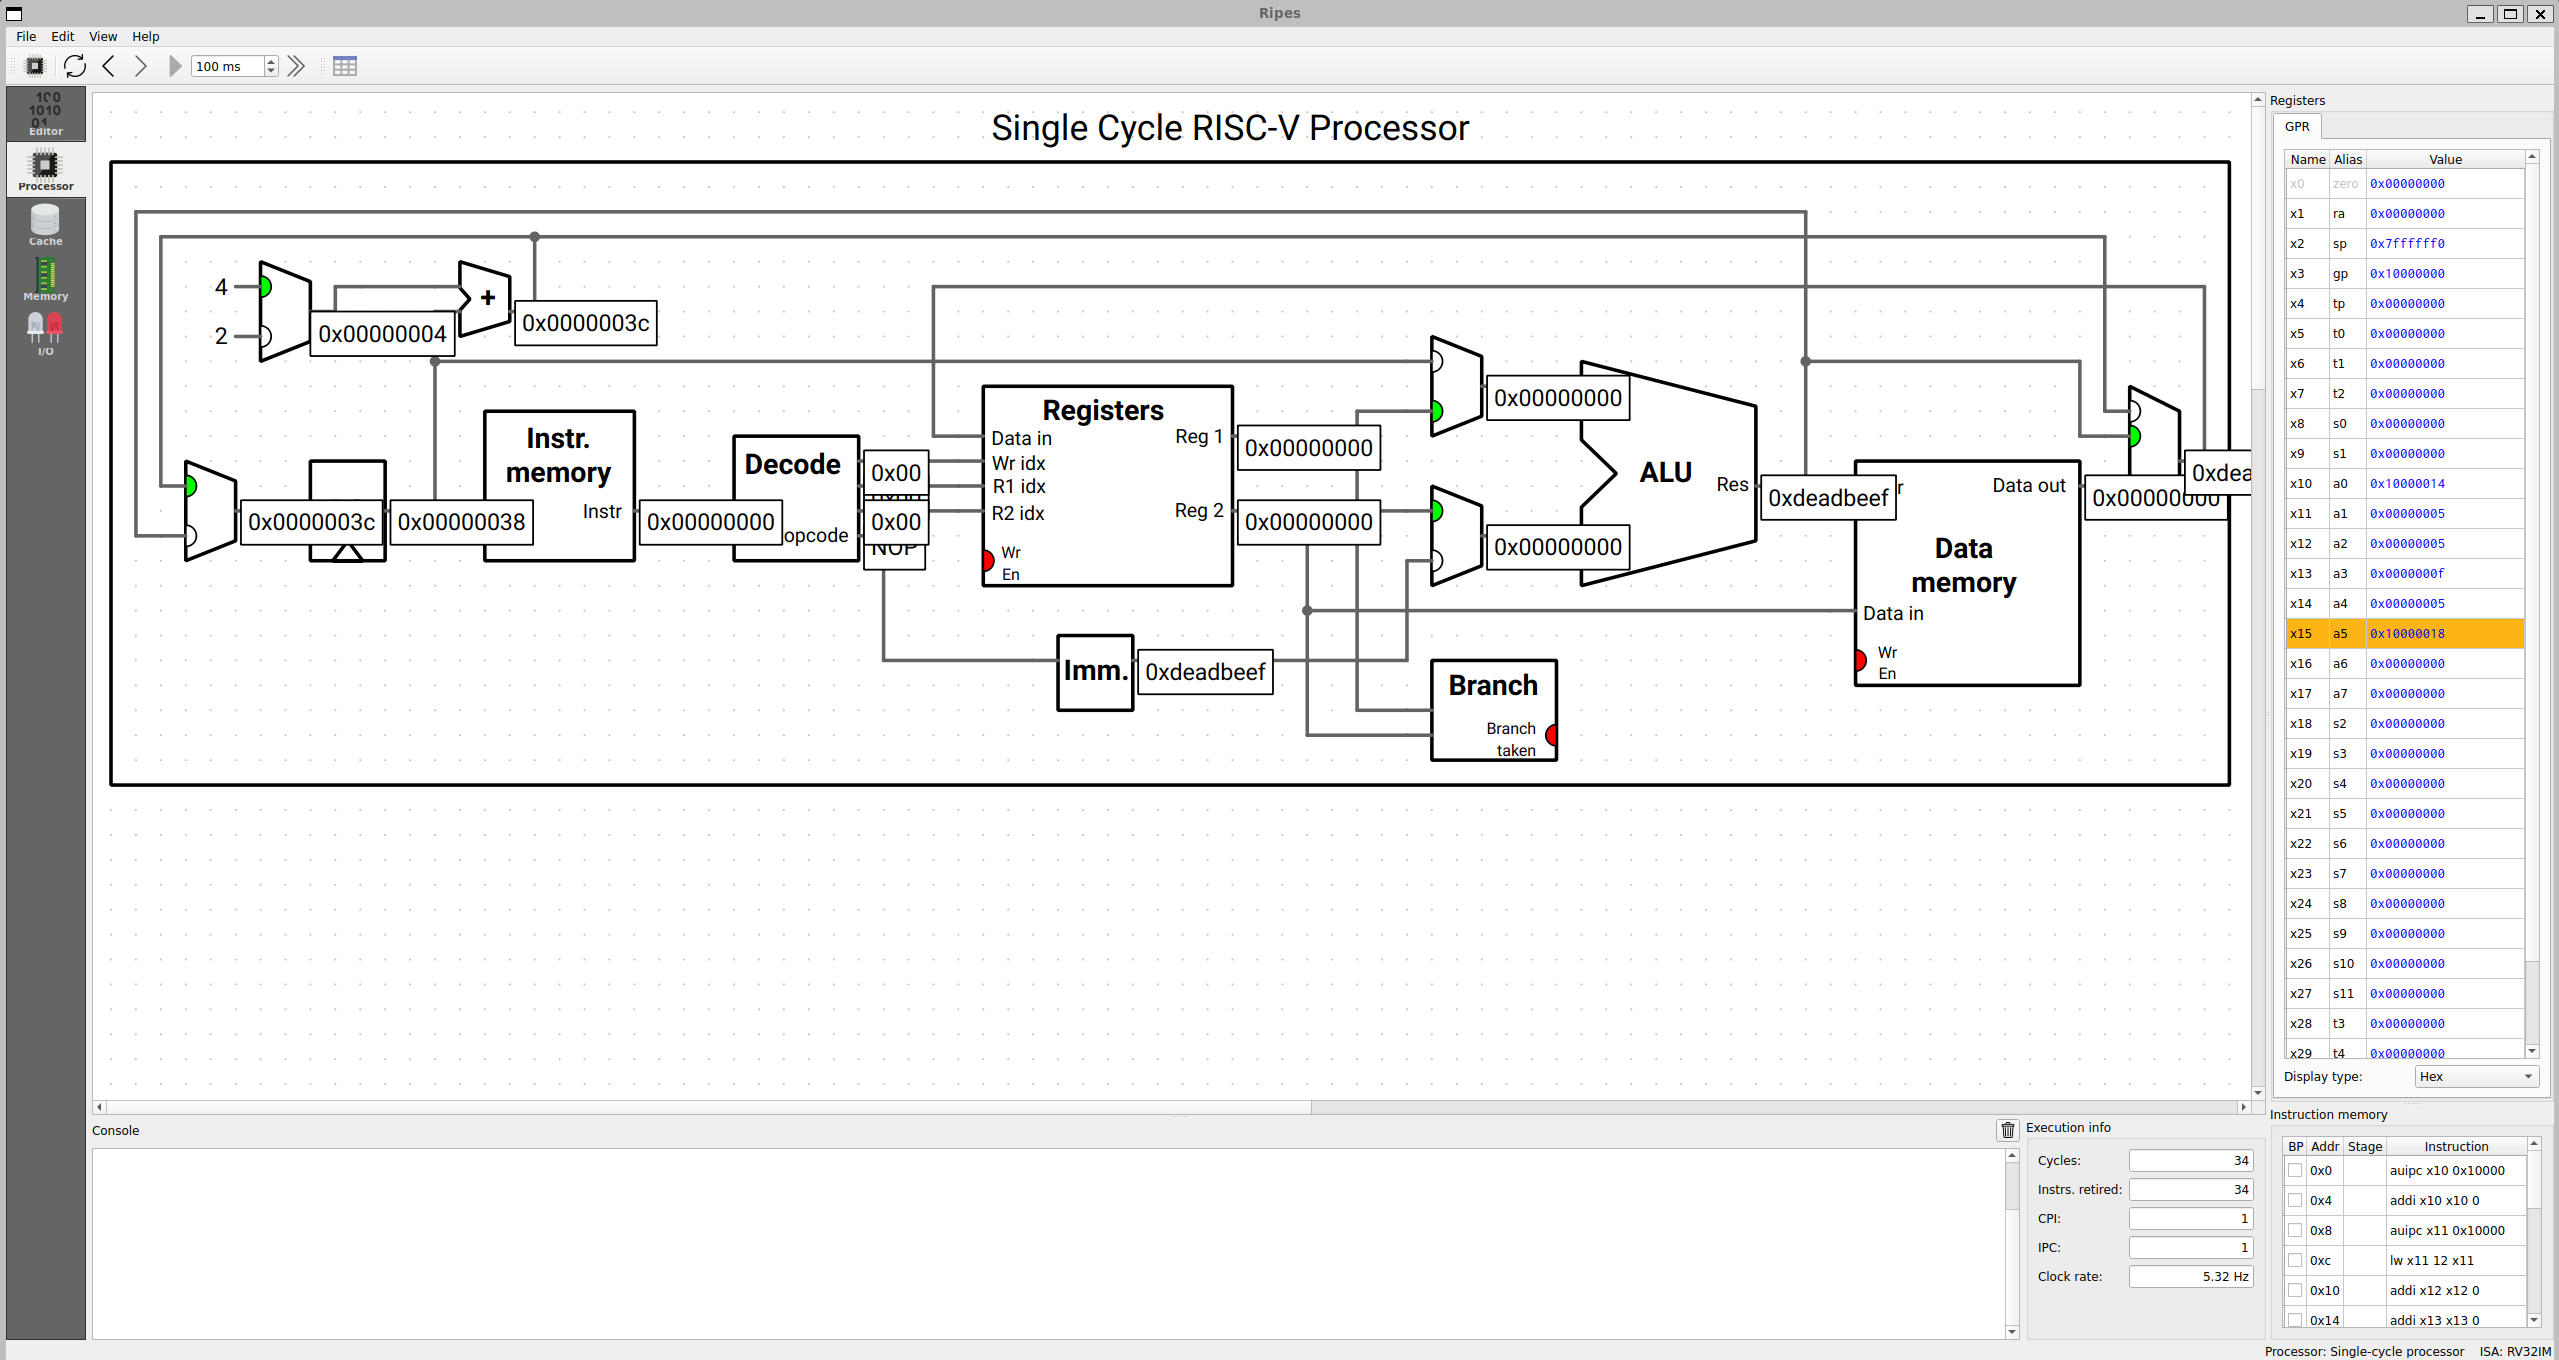 Ripes
File Edit View Help
100 ms
Editor
Processor
Cache
Memory
I/O
Single Cycle RISC-V Processor
4
2
0x00000004
+
0x0000003c
0x0000003c
0x00000038
Instr.
memory
Instr
0x00000000
Decode
opcode
0x00
0x00
NOP
Registers
Data in
Wr idx
R1 idx
R2 idx
Wr
En
Reg 1
Reg 2
0x00000000
0x00000000
Imm.
0xdeadbeef
0x00000000
0x00000000
ALU
Res
0xdeadbeef
r
Branch
Branch
taken
Data out
Data
memory
Data in
Wr
En
0x00000000
0xdea
Registers
GPR
Name Alias Value
x0 zero 0x00000000
x1 ra 0x00000000
x2 sp 0x7ffffff0
x3 gp 0x10000000
x4 tp 0x00000000
x5 t0 0x00000000
x6 t1 0x00000000
x7 t2 0x00000000
x8 s0 0x00000000
x9 s1 0x00000000
x10 a0 0x10000014
x11 a1 0x00000005
x12 a2 0x00000005
x13 a3 0x0000000f
x14 a4 0x00000005
x15 a5 0x10000018
x16 a6 0x00000000
x17 a7 0x00000000
x18 s2 0x00000000
x19 s3 0x00000000
x20 s4 0x00000000
x21 s5 0x00000000
x22 s6 0x00000000
x23 s7 0x00000000
x24 s8 0x00000000
x25 s9 0x00000000
x26 s10 0x00000000
x27 s11 0x00000000
x28 t3 0x00000000
x29 t4 0x00000000
Display type: Hex
Console
Execution info
Cycles: 34
Instrs. retired: 34
CPI: 1
IPC: 1
Clock rate: 5.32 Hz
Instruction memory
BP Addr Stage Instruction
0x0 auipc x10 0x10000
0x4 addi x10 x10 0
0x8 auipc x11 0x10000
0xc lw x11 12 x11
0x10 addi x12 x12 0
0x14 addi x13 x13 0
Processor: Single-cycle processor ISA: RV32IM